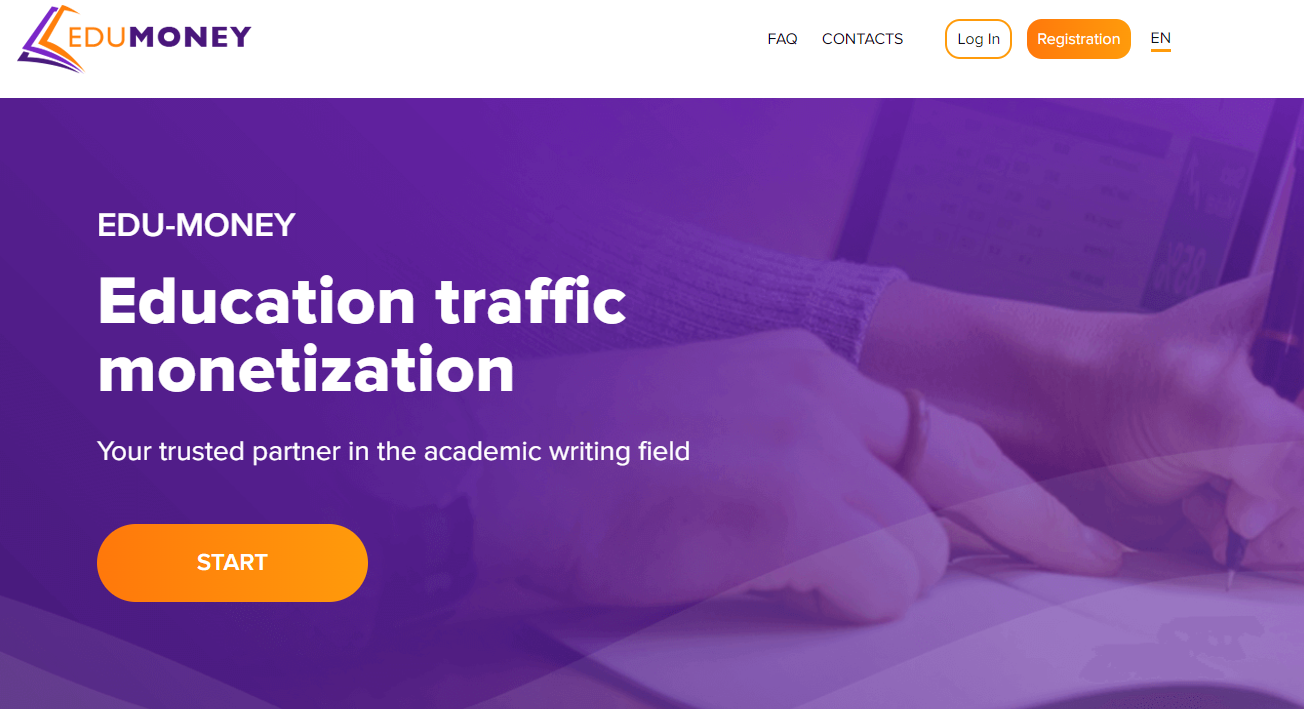 EDUMONEY
FAQ CONTACTS Log In Registration EN
EDU-MONEY
Education traffic
monetization
Your trusted partner in the academic writing field
START